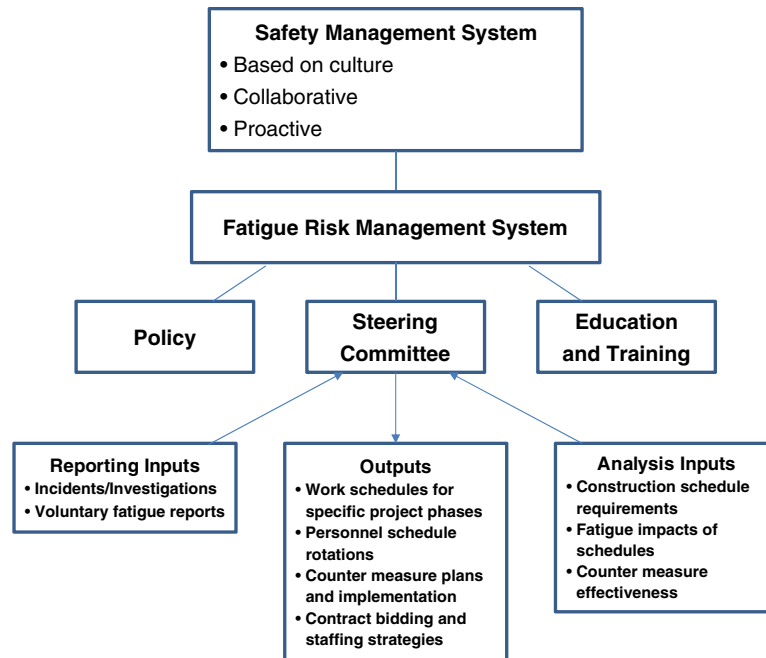 Safety Management System
• Based on culture
• Collaborative
• Proactive
Fatigue Risk Management System
Policy
Steering
Committee
Education
and Training
Reporting Inputs
• Incidents/Investigations
• Voluntary fatigue reports
Outputs
• Work schedules for
specific project phases
• Personnel schedule
rotations
• Counter measure plans
and implementation
• Contract bidding and
staffing strategies
Analysis Inputs
• Construction schedule
requirements
• Fatigue impacts of
schedules
• Counter measure
effectiveness